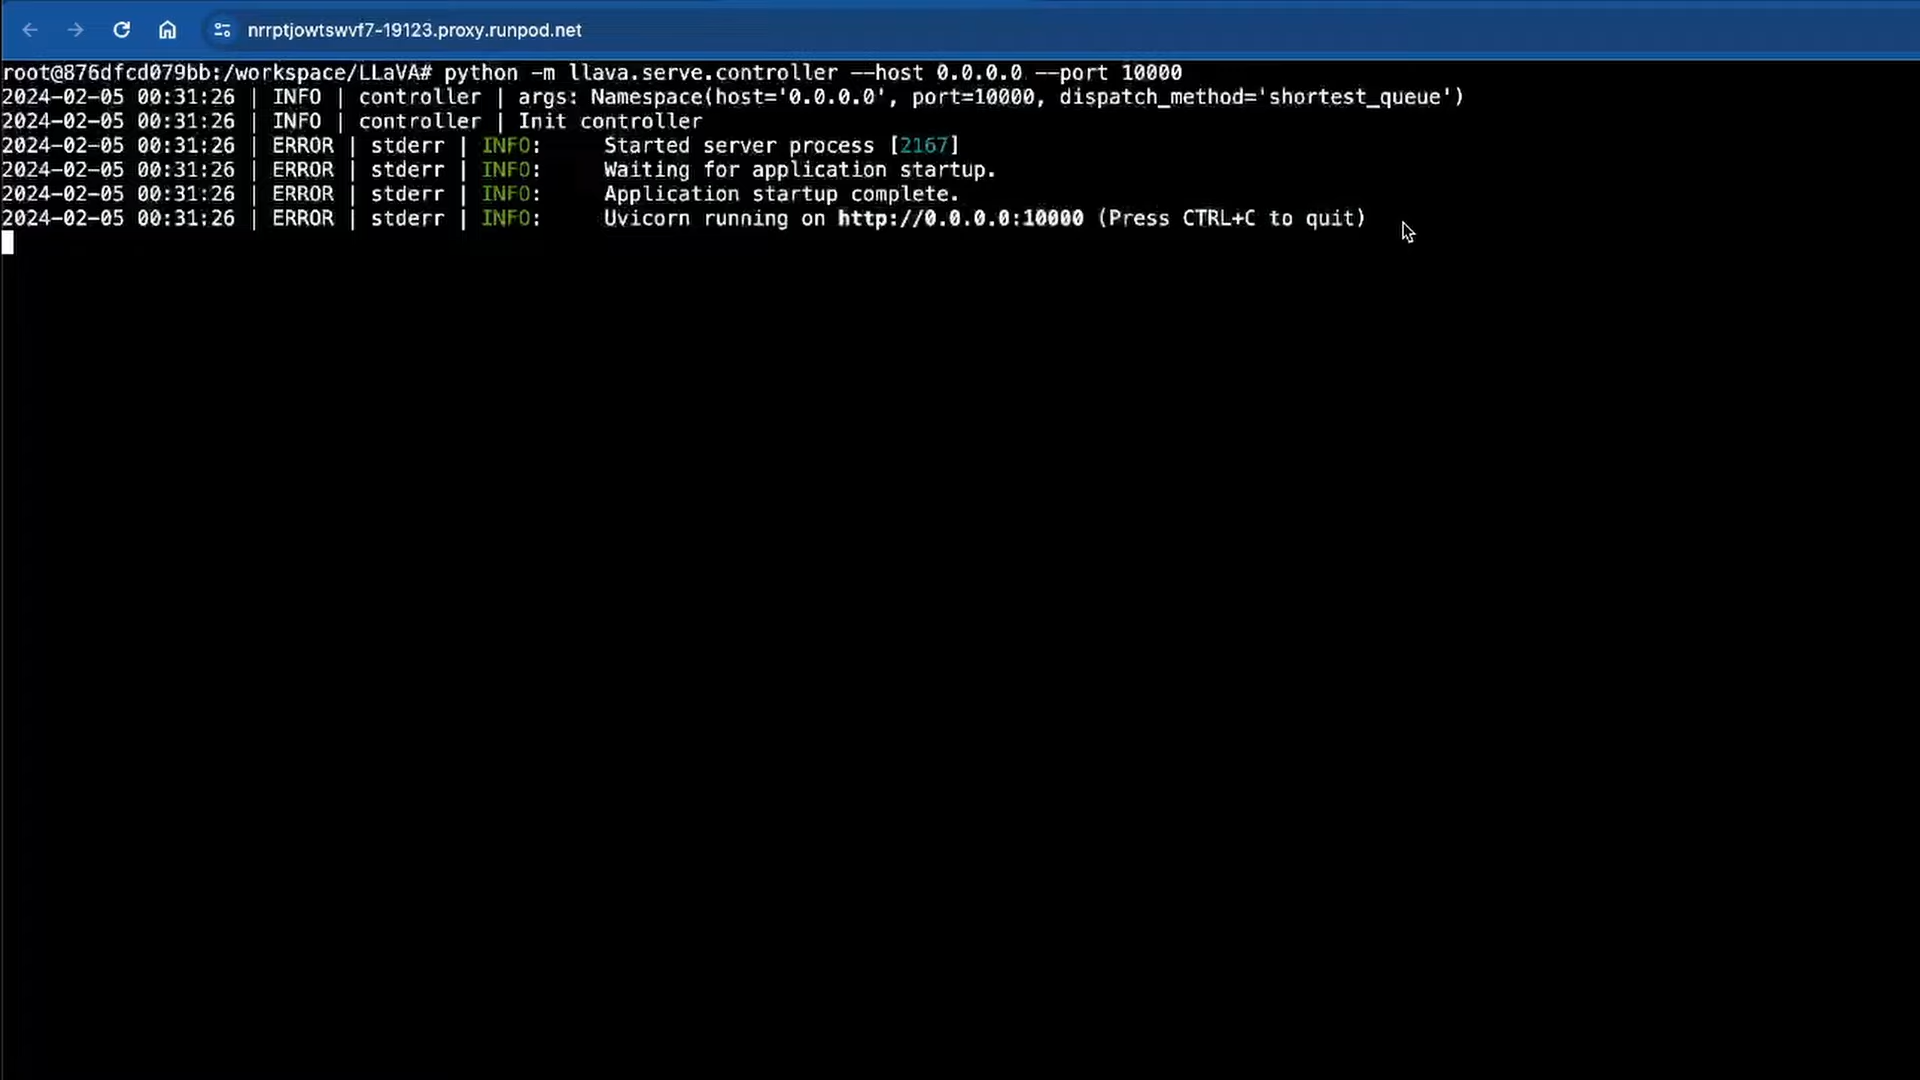 nrrptjowtswvf7-19123.proxy.runpod.net
root@876dfcd079bb:/workspace/LLaVA# python -m llava.serve.controller --host 0.0.0.0 --port 10000
2024-02-05 00:31:26 | INFO | controller | args: Namespace(host='0.0.0.0', port=10000, dispatch_method='shortest_queue')
2024-02-05 00:31:26 | INFO | controller | Init controller
2024-02-05 00:31:26 | ERROR | stderr | INFO:     Started server process [2167]
2024-02-05 00:31:26 | ERROR | stderr | INFO:     Waiting for application startup.
2024-02-05 00:31:26 | ERROR | stderr | INFO:     Application startup complete.
2024-02-05 00:31:26 | ERROR | stderr | INFO:     Uvicorn running on http://0.0.0.0:10000 (Press CTRL+C to quit)